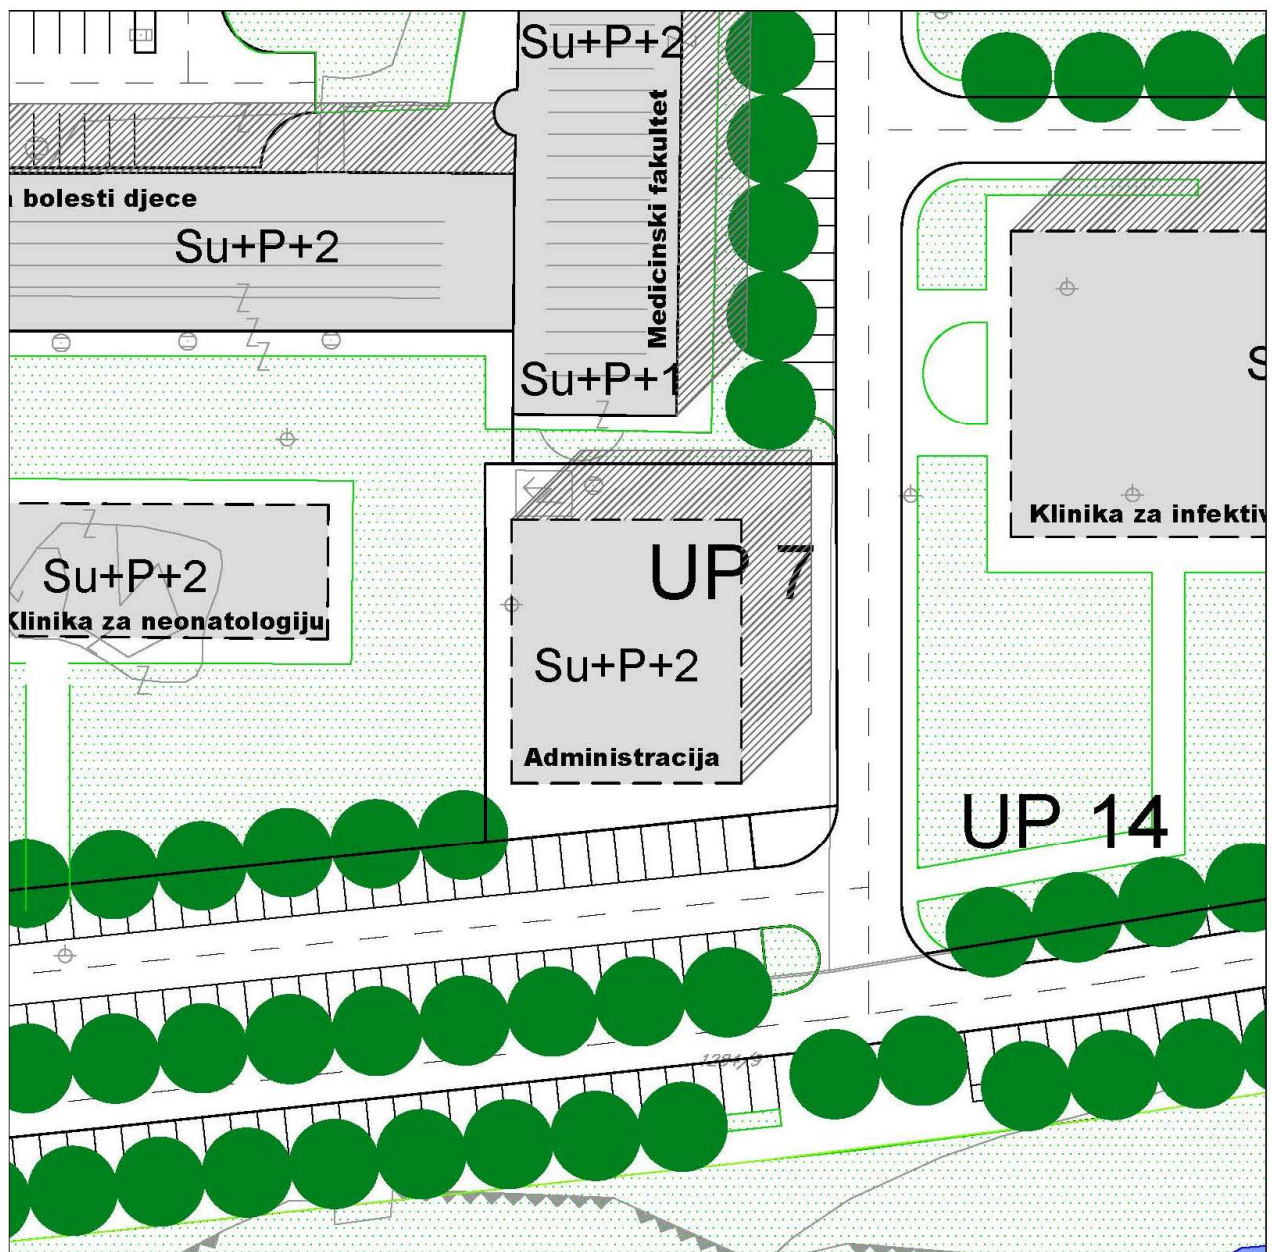 Su+P+2
Medicinski fakultet
bolesti djece
Su+P+2
Su+P+1
S
Klinika za infektiv
UP 7
Su+P+2
Klinika za neonatologiju
Su+P+2
Administracija
UP 14